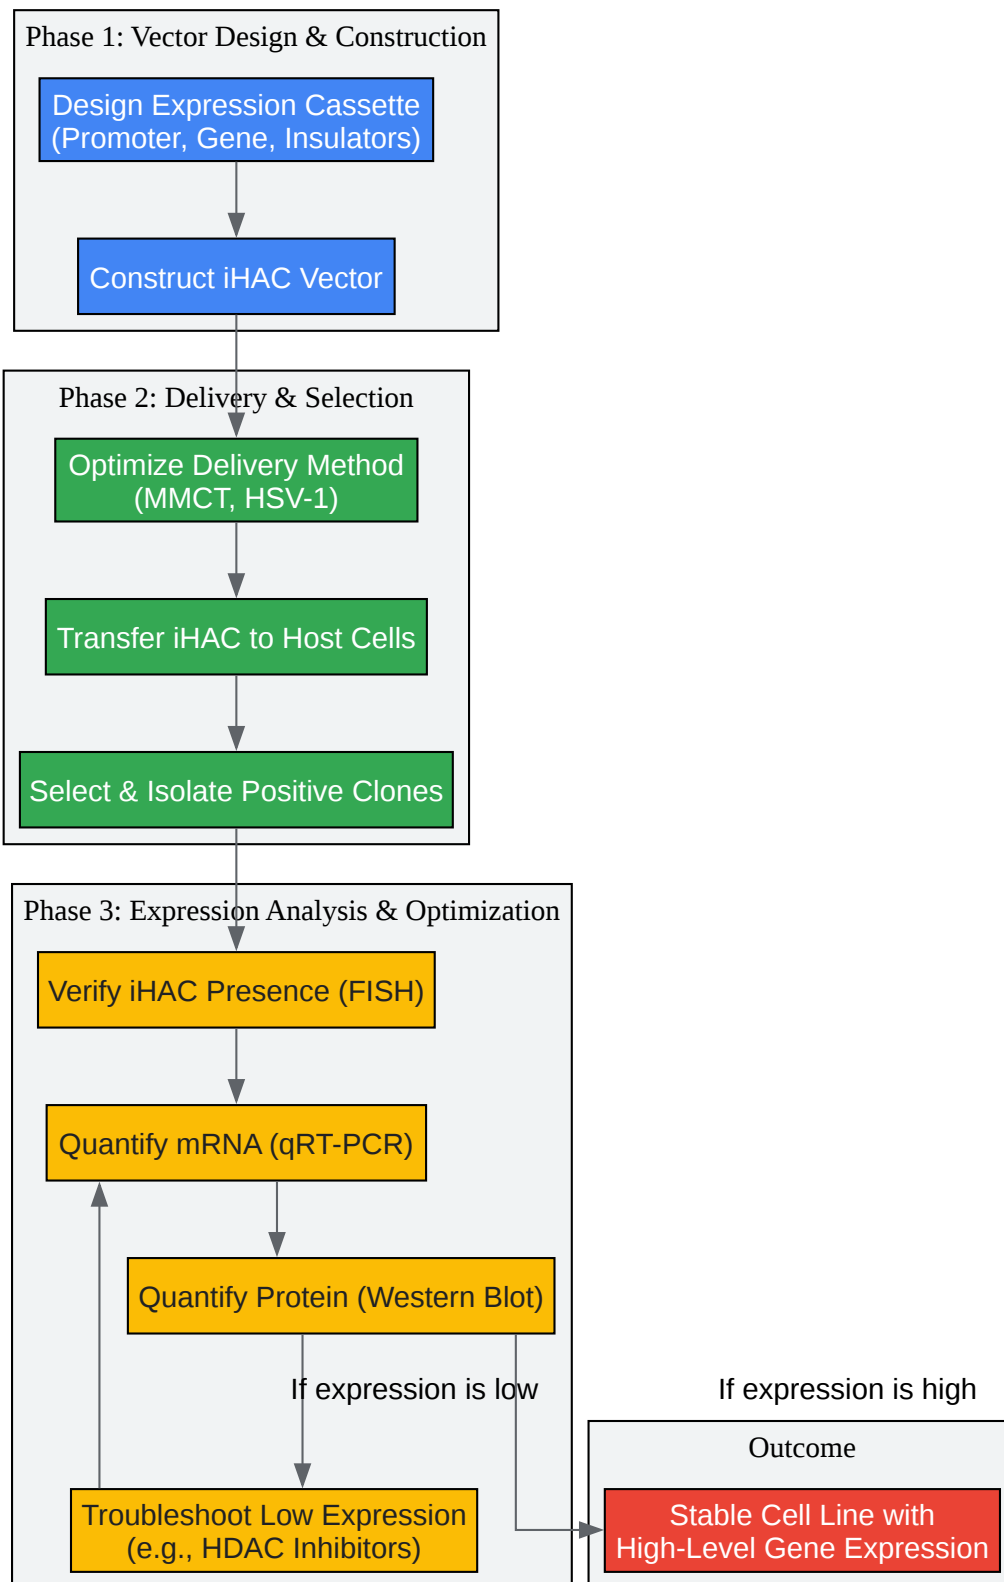 Phase 1: Vector Design & Construction
Design Expression Cassette
(Promoter, Gene, Insulators)
Construct iHAC Vector
Phase 2: Delivery & Selection
Optimize Delivery Method
(MMCT, HSV-1)
Transfer iHAC to Host Cells
Select & Isolate Positive Clones
Phase 3: Expression Analysis & Optimization
Verify iHAC Presence (FISH)
Quantify mRNA (qRT-PCR)
Quantify Protein (Western Blot)
If expression is low
If expression is high
Outcome
Troubleshoot Low Expression
(e.g., HDAC Inhibitors)
Stable Cell Line with
High-Level Gene Expression